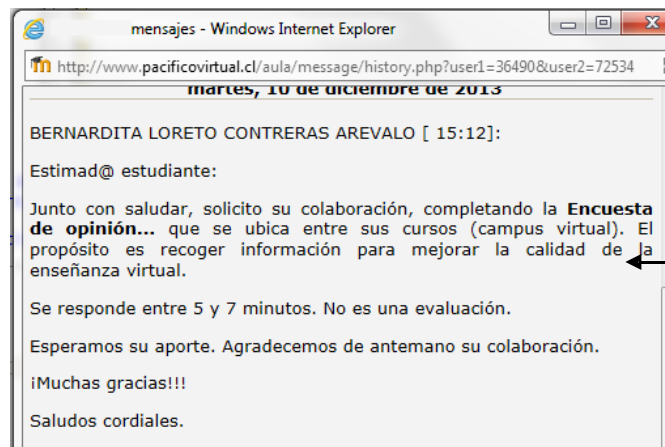 mensajes - Windows Internet Explorer
http://www.pacificovirtual.cl/aula/message/history.php?user1=36490&user2=72534
martes, 10 de diciembre de 2013
BERNARDITA LORETO CONTRERAS AREVALO [ 15:12]:
Estimad@ estudiante:
Junto con saludar, solicito su colaboración, completando la Encuesta
de opinión... que se ubica entre sus cursos (campus virtual). El
propósito es recoger información para mejorar la calidad de la
enseñanza virtual.
Se responde entre 5 y 7 minutos. No es una evaluación.
Esperamos su aporte. Agradecemos de antemano su colaboración.
¡Muchas gracias!!!
Saludos cordiales.